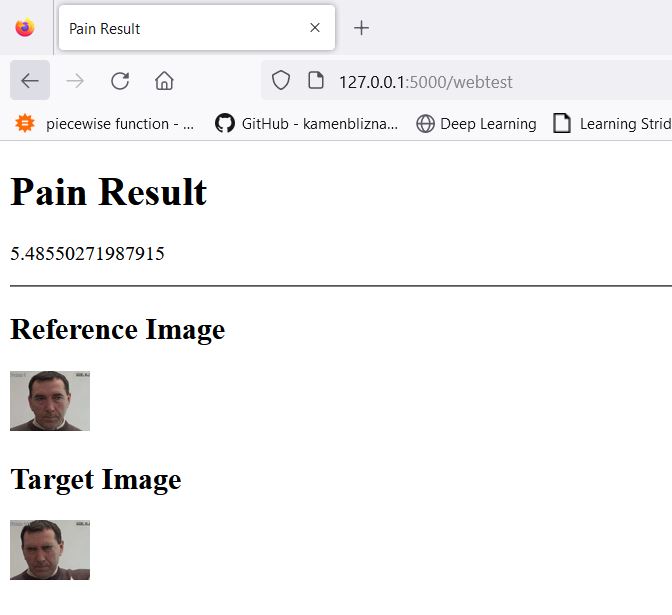 Pain Result
127.0.0.1:5000/webtest
piecewise function - ...
GitHub - kamenblizna...
Deep Learning
Learning Strid
Pain Result
5.48550271987915
Reference Image
Target Image